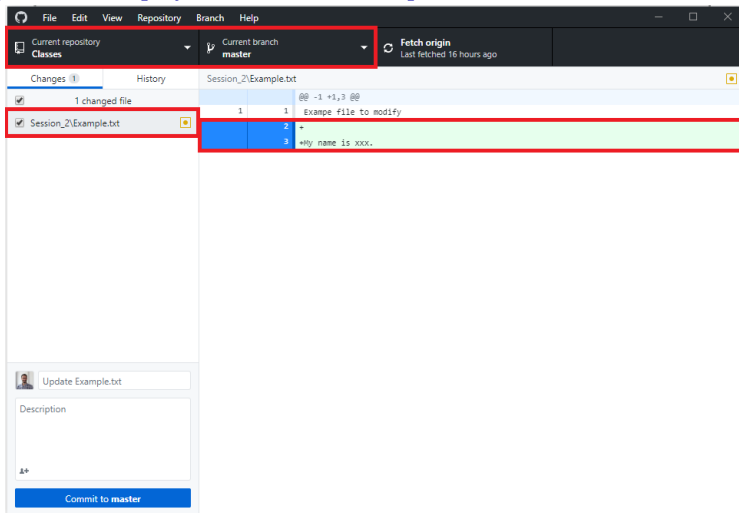 File Edit View Repository Branch Help
Current repository
Classes
Current branch
master
Fetch origin
Last fetched 16 hours ago
Changes 1 History
Session_2\Example.txt
1 changed file
Session_2\Example.txt
@@ -1 +1,3 @@
1 1 Exampe file to modify
2 +
3 +My name is xxx.
Update Example.txt
Description
Commit to master